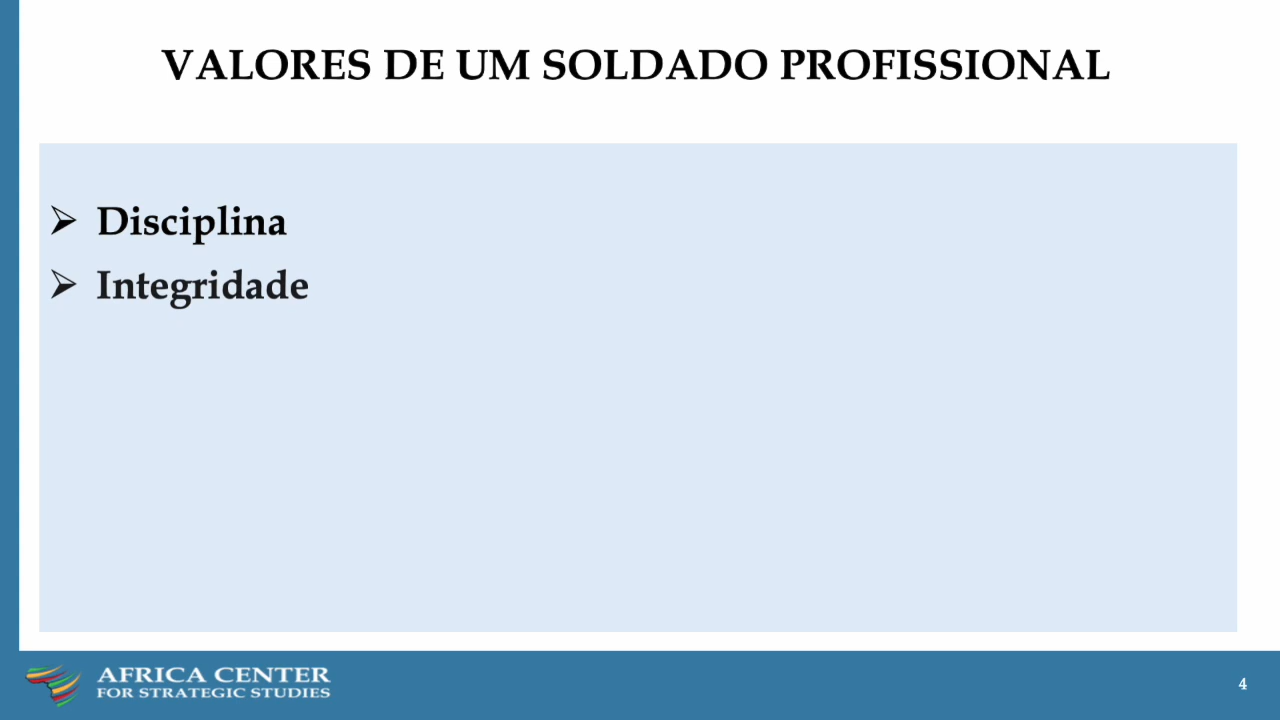 VALORES DE UM SOLDADO PROFISSIONAL
Disciplina
Integridade
AFRICA CENTER
FOR STRATEGIC STUDIES
4